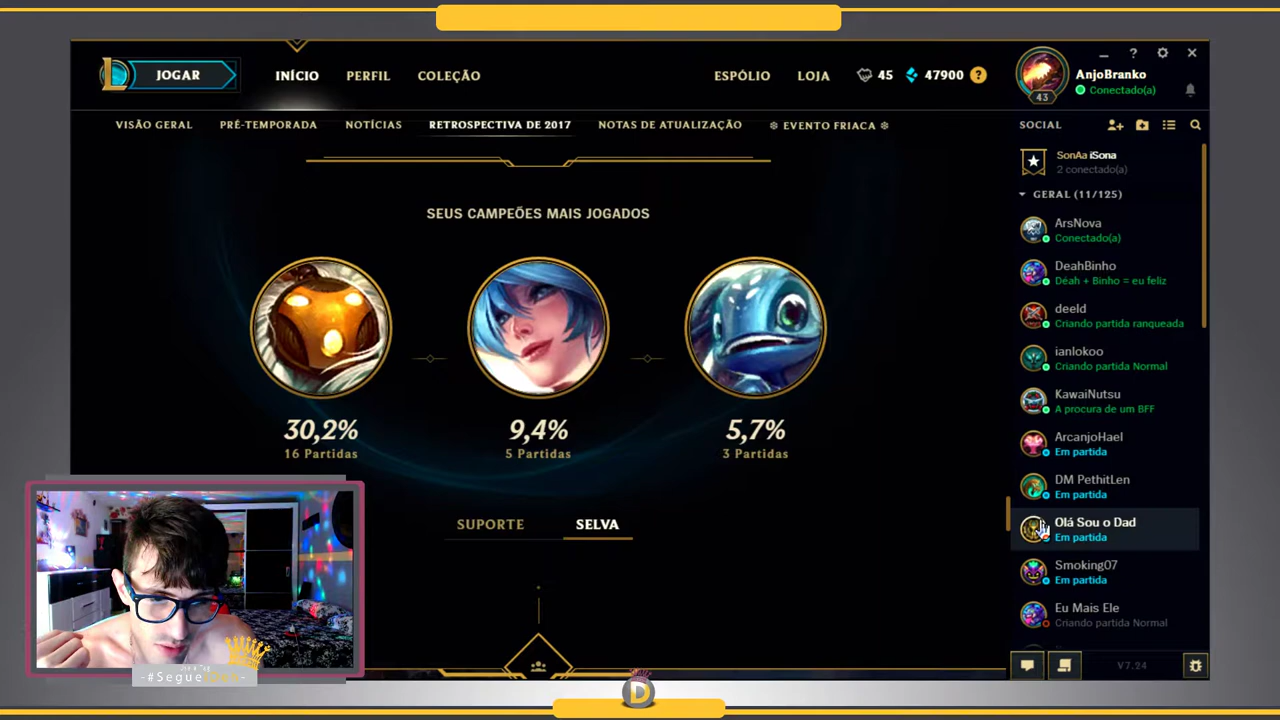 JOGAR
INÍCIO
PERFIL
COLEÇÃO
ESPÓLIO
LOJA
45
47900
?
?
AnjoBranko
Conectado(a)
43
VISÃO GERAL
PRÉ-TEMPORADA
NOTÍCIAS
RETROSPECTIVA DE 2017
NOTAS DE ATUALIZAÇÃO
EVENTO FRIACA
SOCIAL
SonAa iSona
2 conectado(a)
GERAL (11/125)
ArsNova
Conectado(a)
DeahBinho
Deah + Binho = eu feliz
deeld
Criando partida ranqueada
ianlokoo
Criando partida Normal
KawaiNutsu
A procura de um BFF
ArcanjoHael
Em partida
DM PethitLen
Em partida
Olá Sou o Dad
Em partida
Smoking07
Em partida
Eu Mais Ele
Criando partida Normal
V7.24
SEUS CAMPEÕES MAIS JOGADOS
30,2%
16 Partidas
9,4%
5 Partidas
5,7%
3 Partidas
SUPORTE
SELVA
D